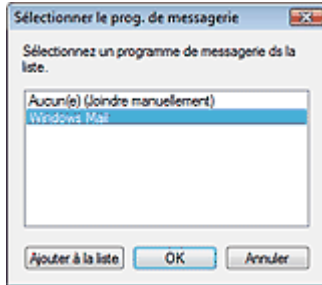 Sélectionner le prog. de messagerie
Sélectionnez un programme de messagerie ds la
liste.
Aucun(e) (Joindre manuellement)
Windows Mail
Ajouter à la liste
OK
Annuler